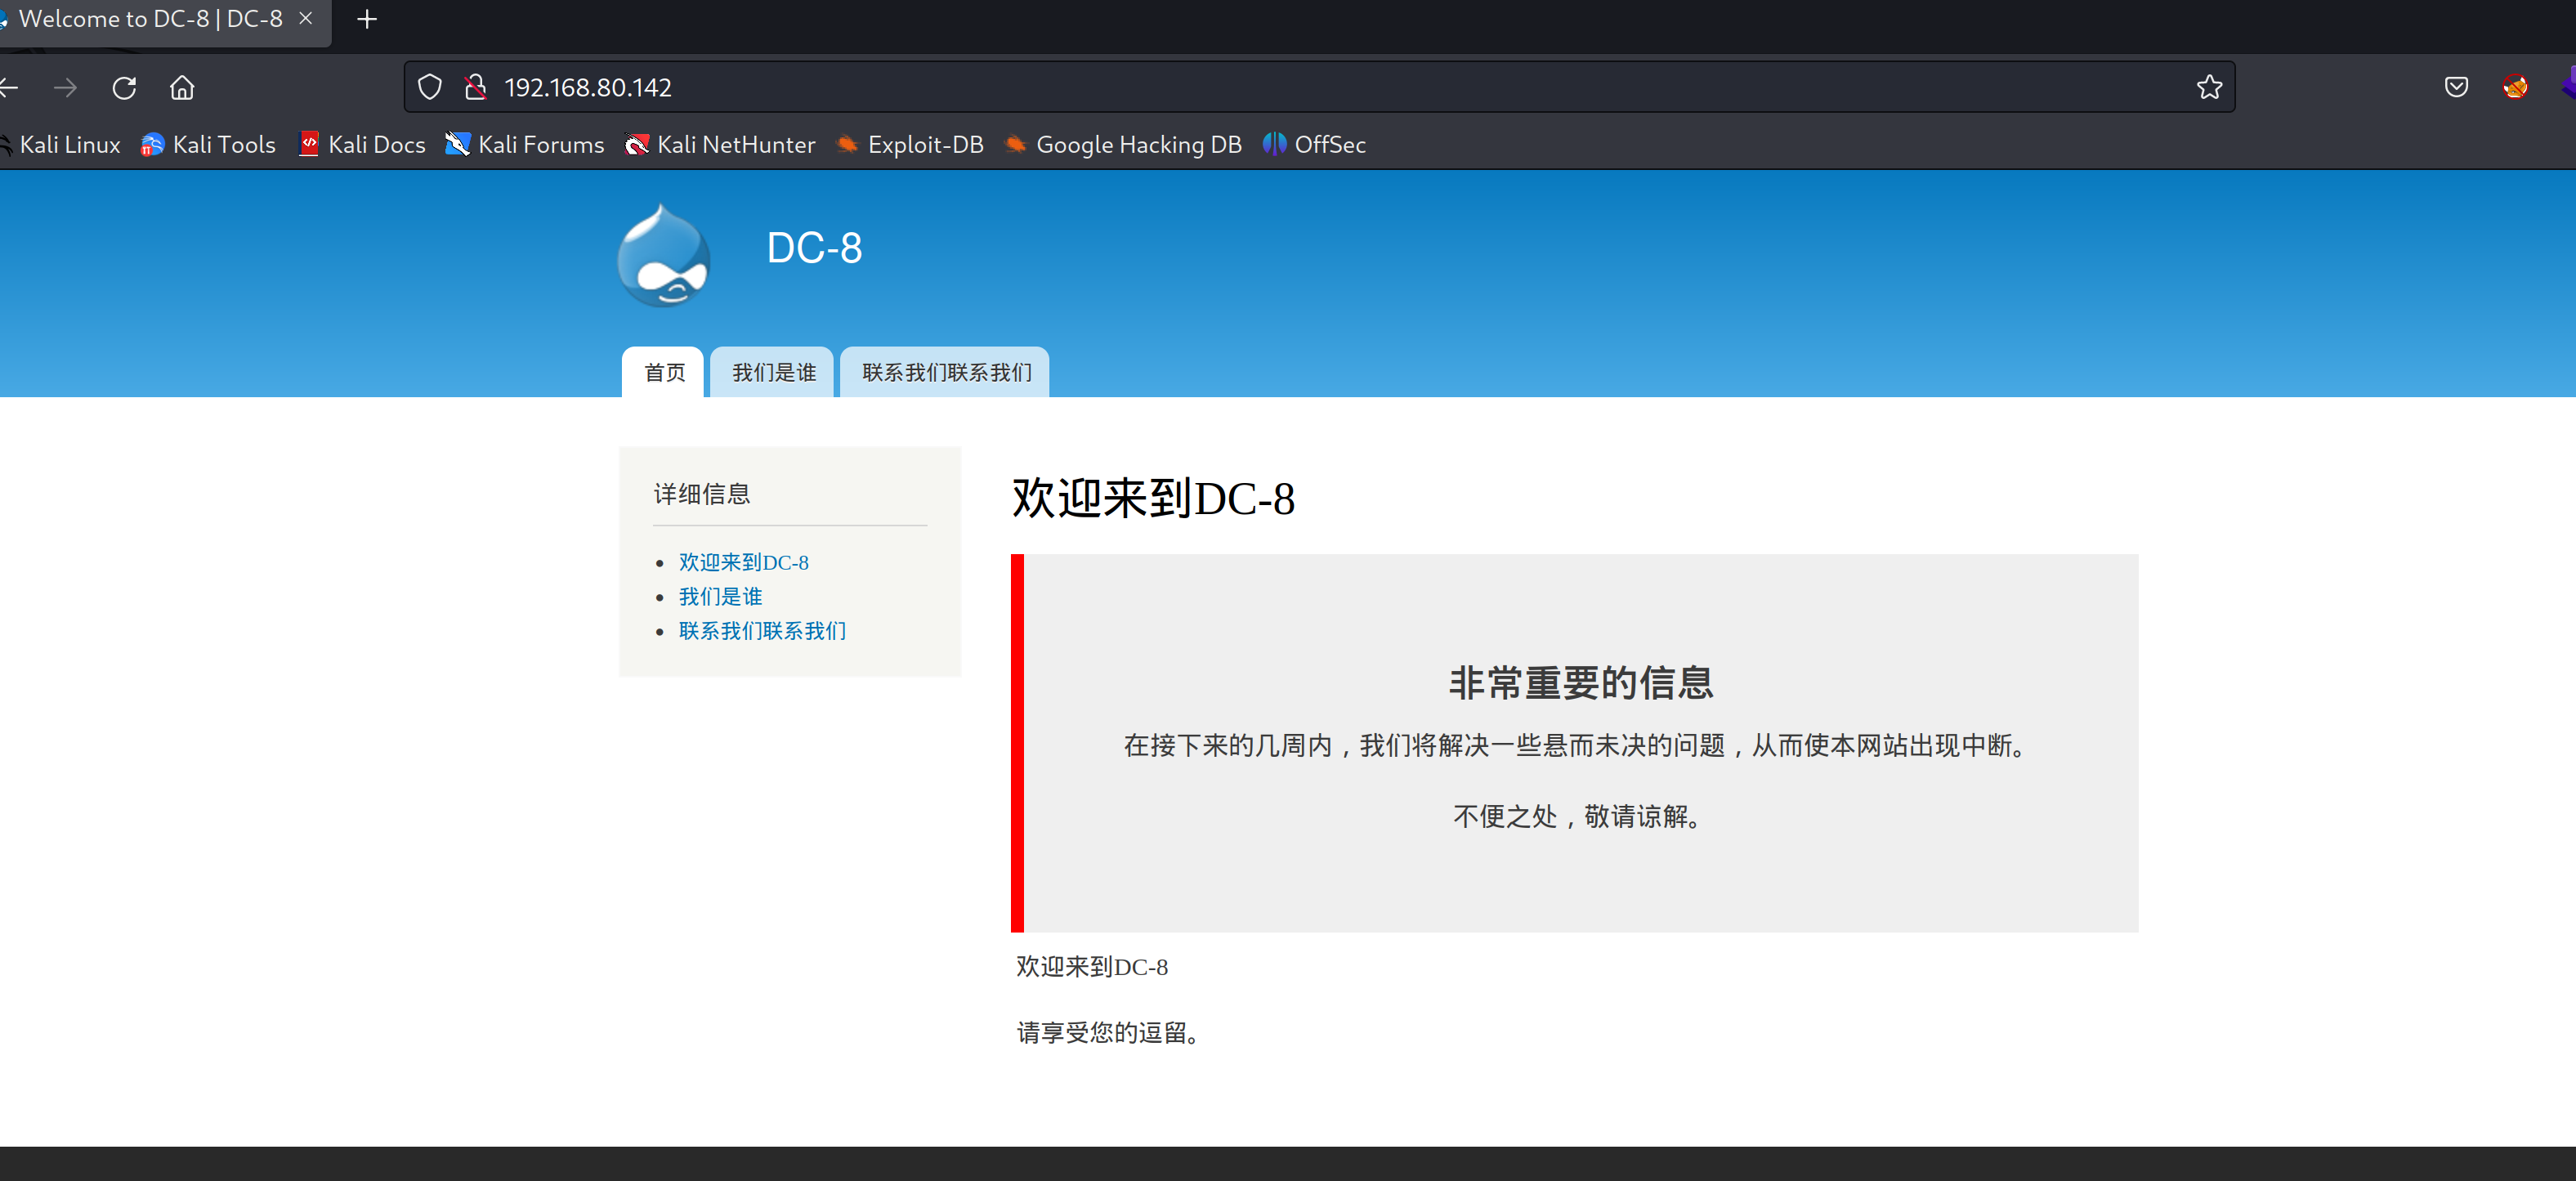 Welcome to DC-8 | DC-8
192.168.80.142
Kali Linux Kali Tools Kali Docs Kali Forums Kali NetHunter Exploit-DB Google Hacking DB OffSec
DC-8
首页 我们是谁 联系我们联系我们
详细信息
欢迎来到DC-8
我们是谁
联系我们联系我们
欢迎来到DC-8
非常重要的信息
在接下来的几周内，我们将解决一些悬而未决的问题，从而使本网站出现中断。
不便之处，敬请谅解。
欢迎来到DC-8
请享受您的逗留。